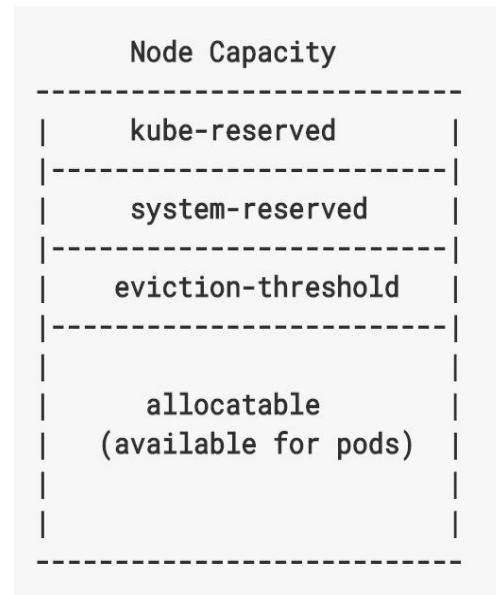 Node Capacity
---------------------------
|     kube-reserved       |
|-------------------------|
|     system-reserved     |
|-------------------------|
|    eviction-threshold   |
|-------------------------|
|                         |
|      allocatable        |
|   (available for pods)  |
|                         |
|                         |
---------------------------